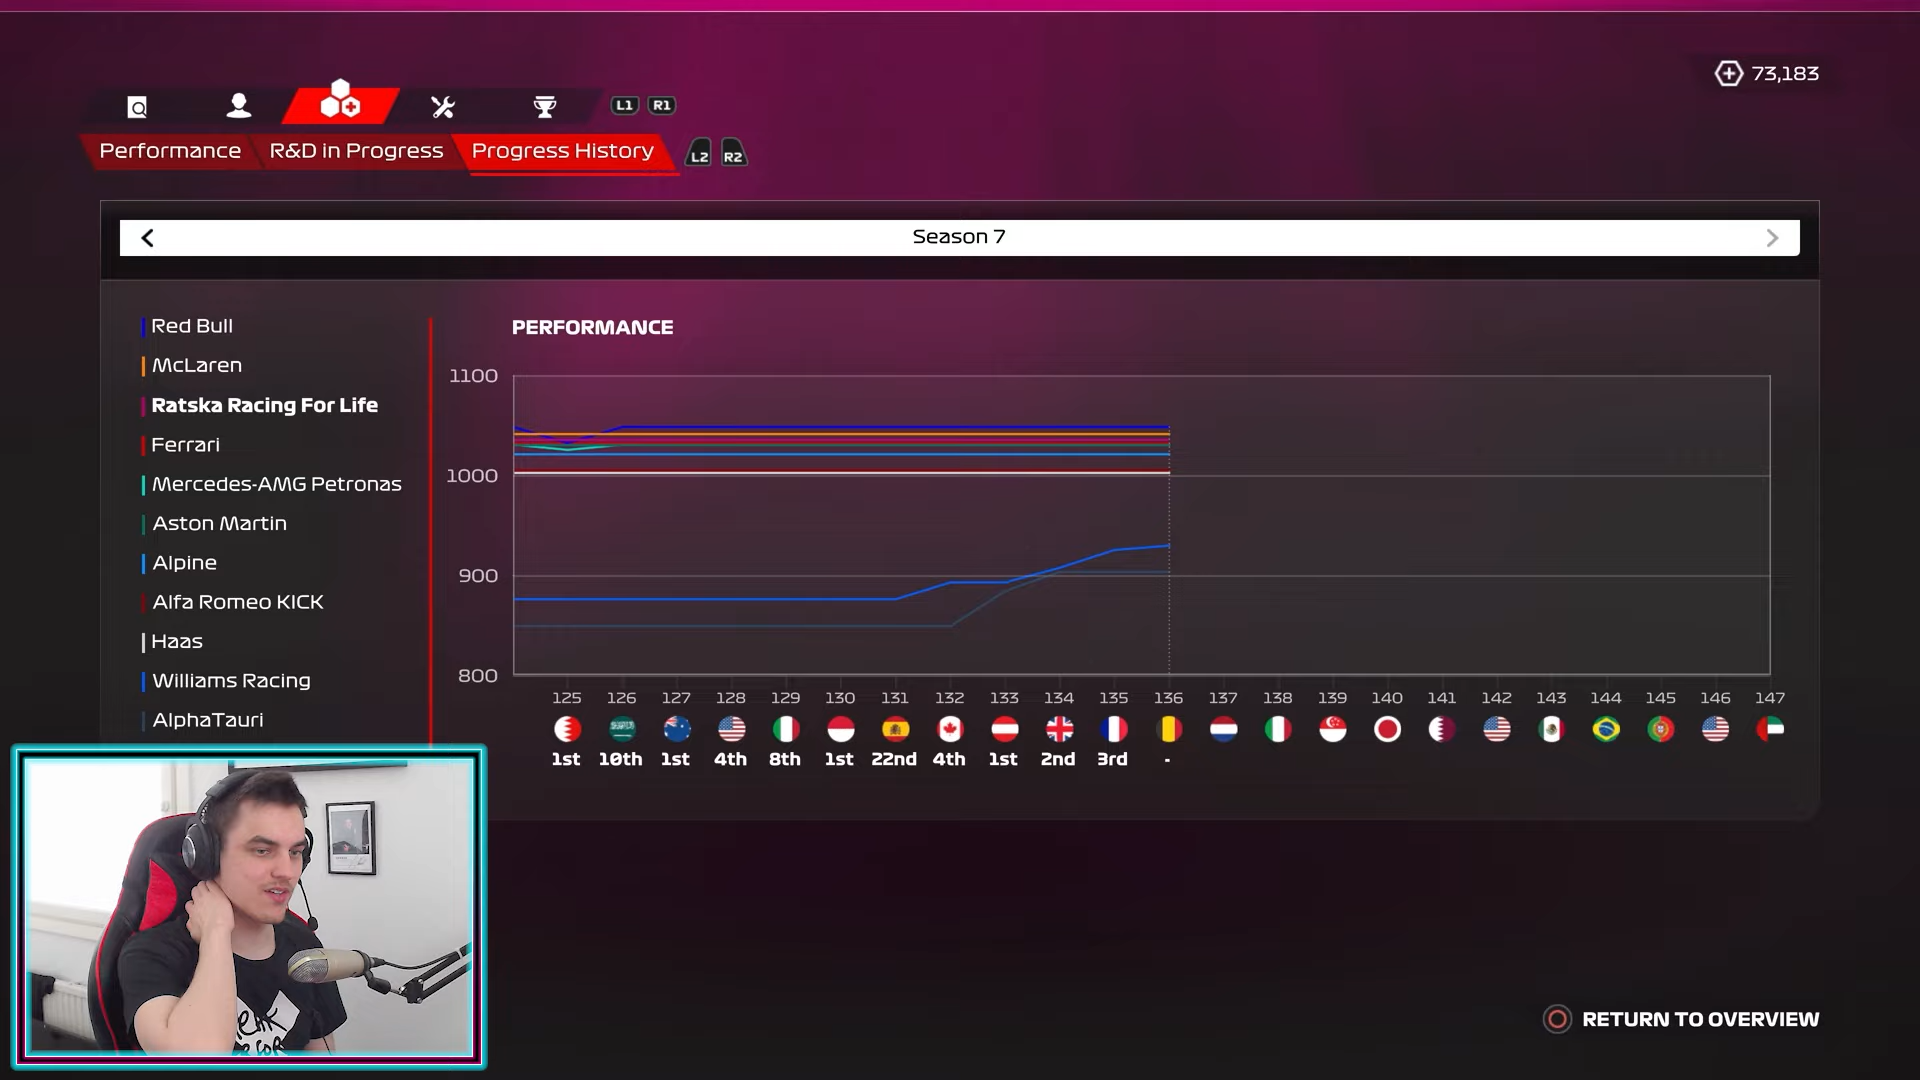 73,183
L1 R1
Performance R&D in Progress Progress History L2 R2
Season 7
Red Bull
McLaren
Ratska Racing For Life
Ferrari
Mercedes-AMG Petronas
Aston Martin
Alpine
Alfa Romeo KICK
Haas
Williams Racing
AlphaTauri
PERFORMANCE
1100
1000
900
800
125 126 127 128 129 130 131 132 133 134 135 136 137 138 139 140 141 142 143 144 145 146 147
1st 10th 1st 4th 8th 1st 22nd 4th 1st 2nd 3rd -
RETURN TO OVERVIEW